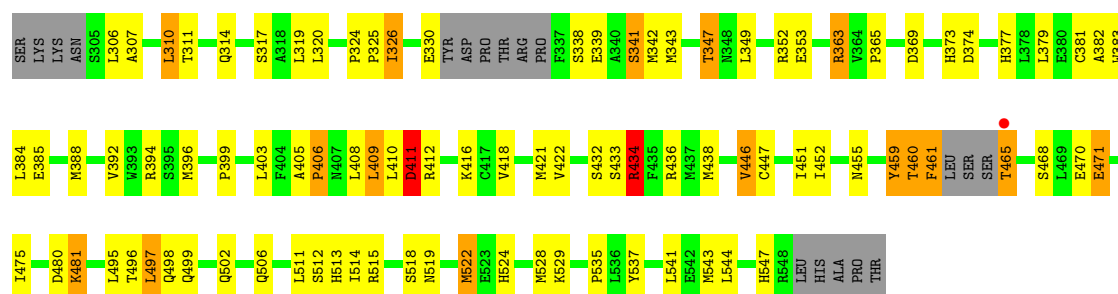 SER LYS LYS ASN S305 L306 A307 L310 T311 Q314 S317 A318 L319 L320 P324 P325 I326 E330 TYR ASP PRO THR ARG PRO F337 S338 E339 A340 S341 M342 M343 T347 N348 L349 R352 E353 R363 V364 P365 D369 H373 D374 H377 L378 L379 E380 C381 A382 W383
L384 E385 M388 V392 W393 R394 S395 M396 P399 L403 F404 A405 P406 N407 L408 L409 L410 D411 R412 K416 C417 V418 M421 V422 S432 S433 R434 F435 R436 M437 M438 V446 C447 I451 I452 N455 Y459 T460 F461 LEU SER SER T465 S468 L469 E470 E471
I475 D480 K481 L495 T496 L497 Q498 Q499 Q502 Q506 L511 S512 H513 I514 R515 S518 N519 M522 E523 H524 M528 K529 P535 L536 Y537 L541 E542 M543 L544 H547 R548 LEU HIS ALA PRO THR